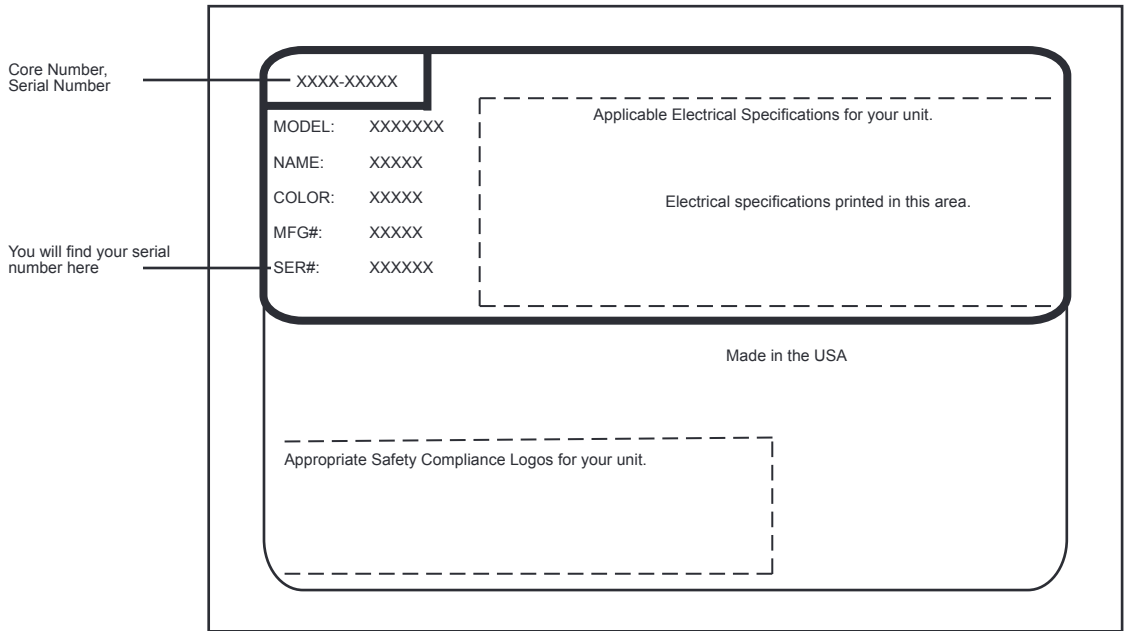 Core Number,
Serial Number
XXXX-XXXXX
MODEL: XXXXXXX
NAME: XXXXX
COLOR: XXXXX
MFG#: XXXXX
You will find your serial
number here
SER#: XXXXXX
Applicable Electrical Specifications for your unit.
Electrical specifications printed in this area.
Made in the USA
Appropriate Safety Compliance Logos for your unit.